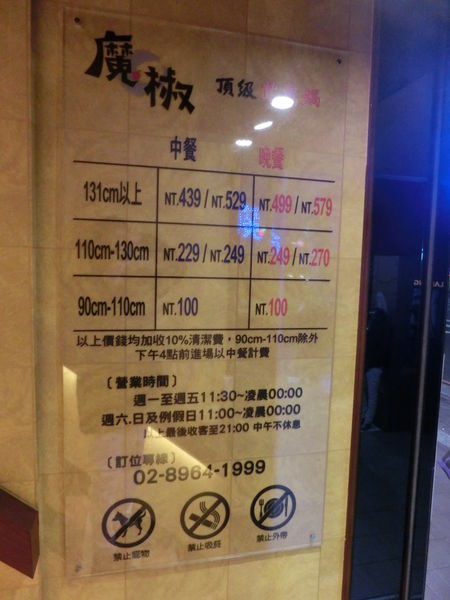 魔椒 頂級 鍋
中餐 晚餐
131cm以上 NT.439 / NT.529 NT.499 / NT.579
110cm-130cm NT.229 / NT.249 NT.249 / NT.270
90cm-110cm NT.100 NT.100
以上價錢均加收10%清潔費，90cm-110cm除外
下午4點前進場以中餐計費
〔營業時間〕
週一至週五11:30~凌晨00:00
週六.日及例假日11:00~凌晨00:00
以上最後收客至21:00 中午不休息
〔訂位專線〕
02-8964-1999
禁止寵物 禁止吸菸 禁止外帶